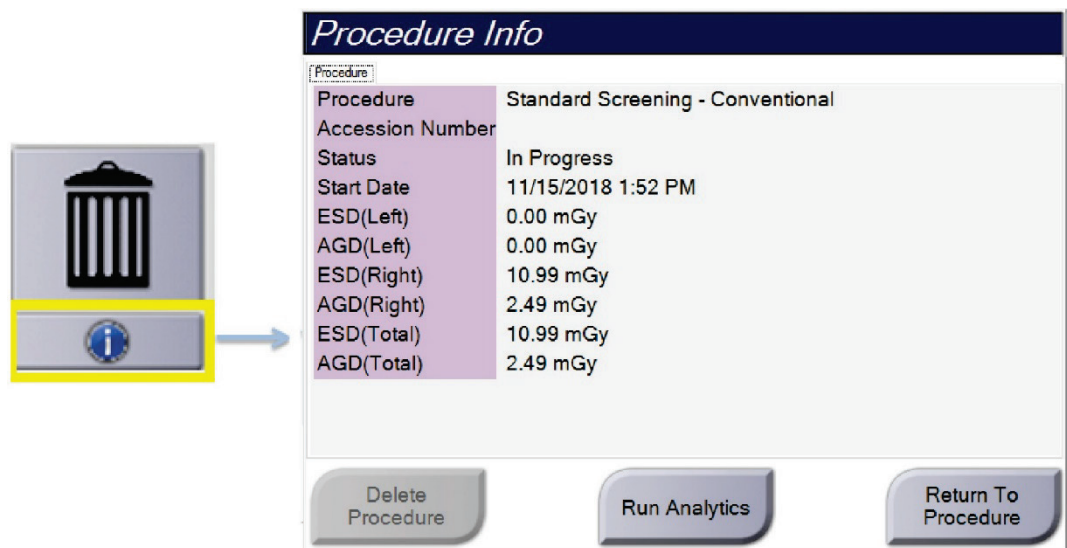 Procedure Info
Procedure
Procedure Standard Screening - Conventional
Accession Number
Status In Progress
Start Date 11/15/2018 1:52 PM
ESD(Left) 0.00 mGy
AGD(Left) 0.00 mGy
ESD(Right) 10.99 mGy
AGD(Right) 2.49 mGy
ESD(Total) 10.99 mGy
AGD(Total) 2.49 mGy
i
Delete
Procedure
Run Analytics
Return To
Procedure